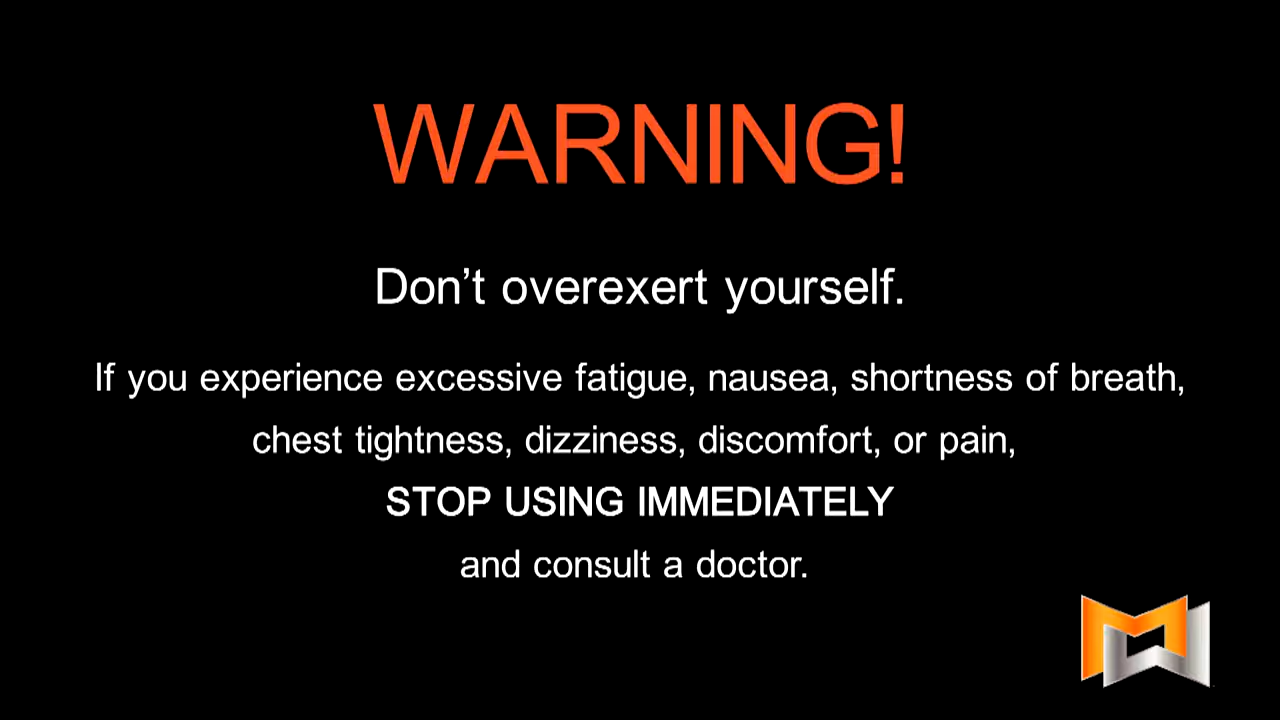 WARNING!
Don’t overexert yourself.
If you experience excessive fatigue, nausea, shortness of breath,
chest tightness, dizziness, discomfort, or pain,
STOP USING IMMEDIATELY
and consult a doctor.